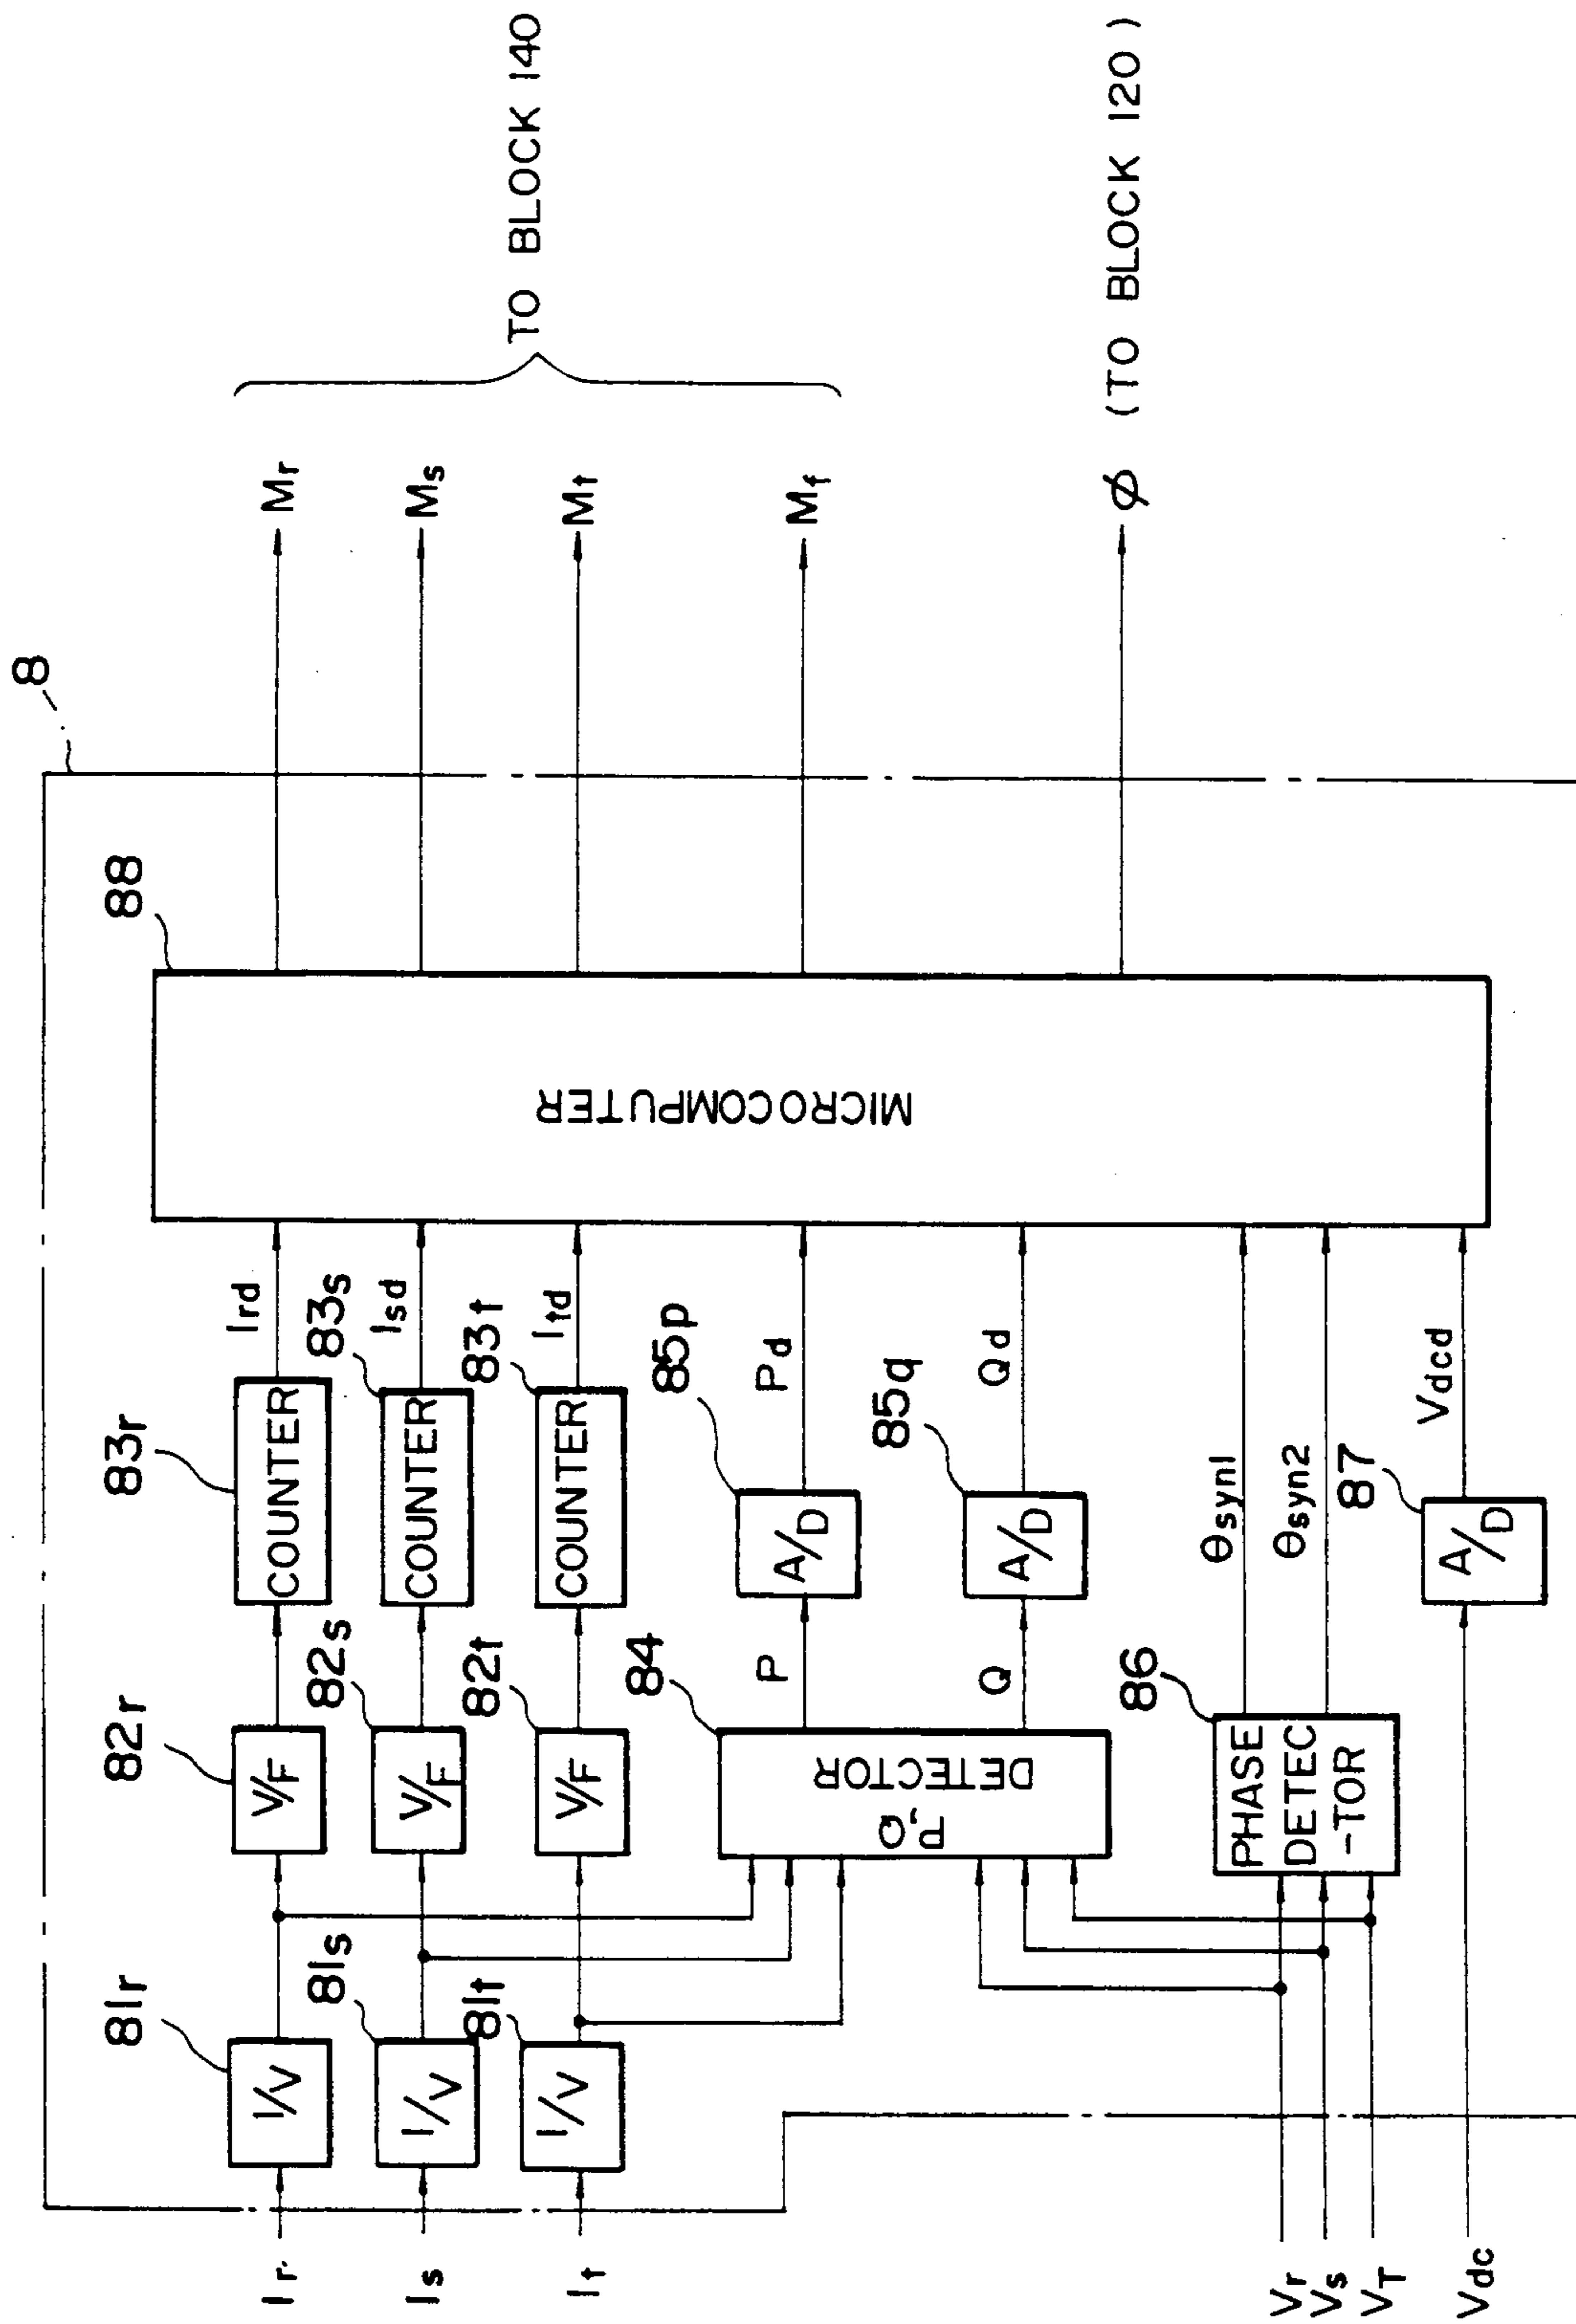 8
88
MICROCOMPUTER
Ir
Is
It
81r
I/V
81s
I/V
81t
I/V
82r
V/F
82s
V/F
82t
V/F
83r
COUNTER
83s
COUNTER
83t
COUNTER
Ird
Isd
Itd
84
P,Q
DETECTOR
P
Q
85p
A/D
85q
A/D
Pd
Qd
Vr
Vs
VT
Vdc
86
PHASE
DETEC
-TOR
θsyn1
θsyn2
87
A/D
Vdcd
Mr
Ms
Mt
Mf
TO BLOCK 140
Ø (TO BLOCK 120)